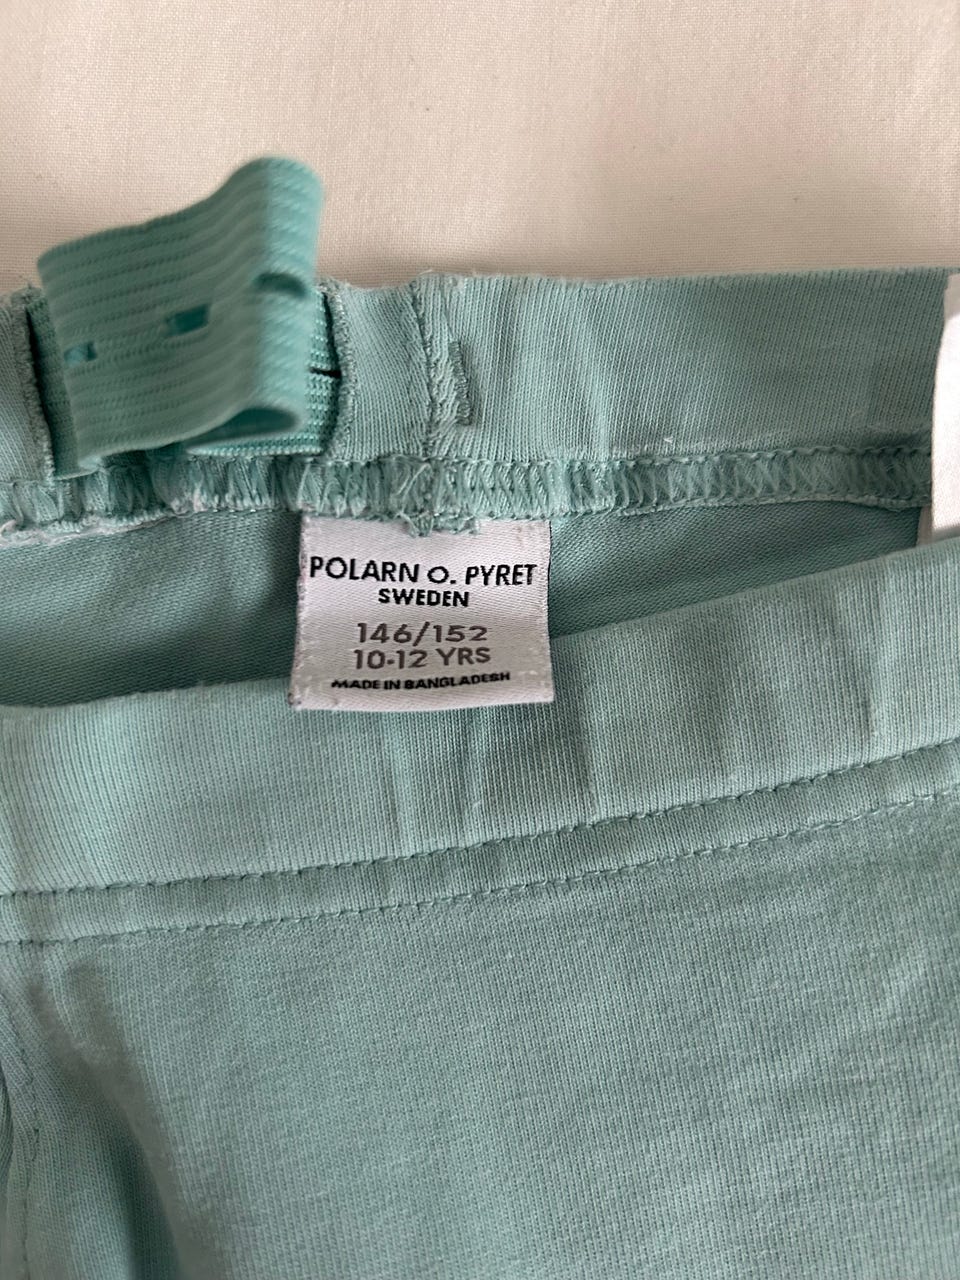 POLARN O. PYRET
SWEDEN
146/152
10-12 YRS
MADE IN BANGLADESH